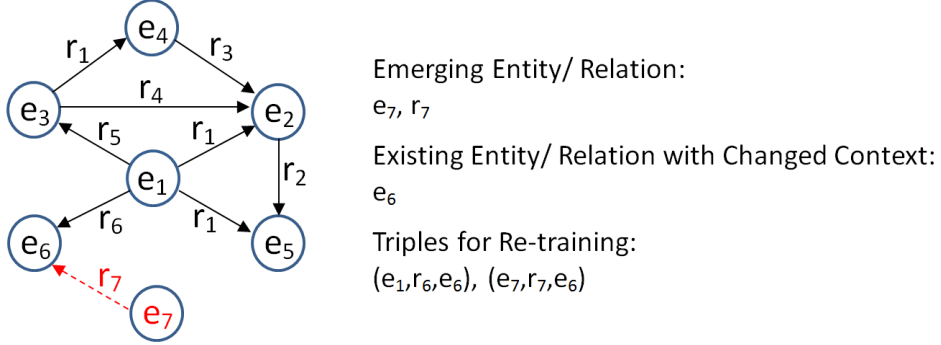 e₄
r₁
r₃
r₄
e₃
e₂
r₅
r₁
e₁
r₂
r₆
r₁
e₆
e₅
r₇
e₇
Emerging Entity/ Relation:
e₇, r₇
Existing Entity/ Relation with Changed Context:
e₆
Triples for Re-training:
(e₁,r₆,e₆), (e₇,r₇,e₆)